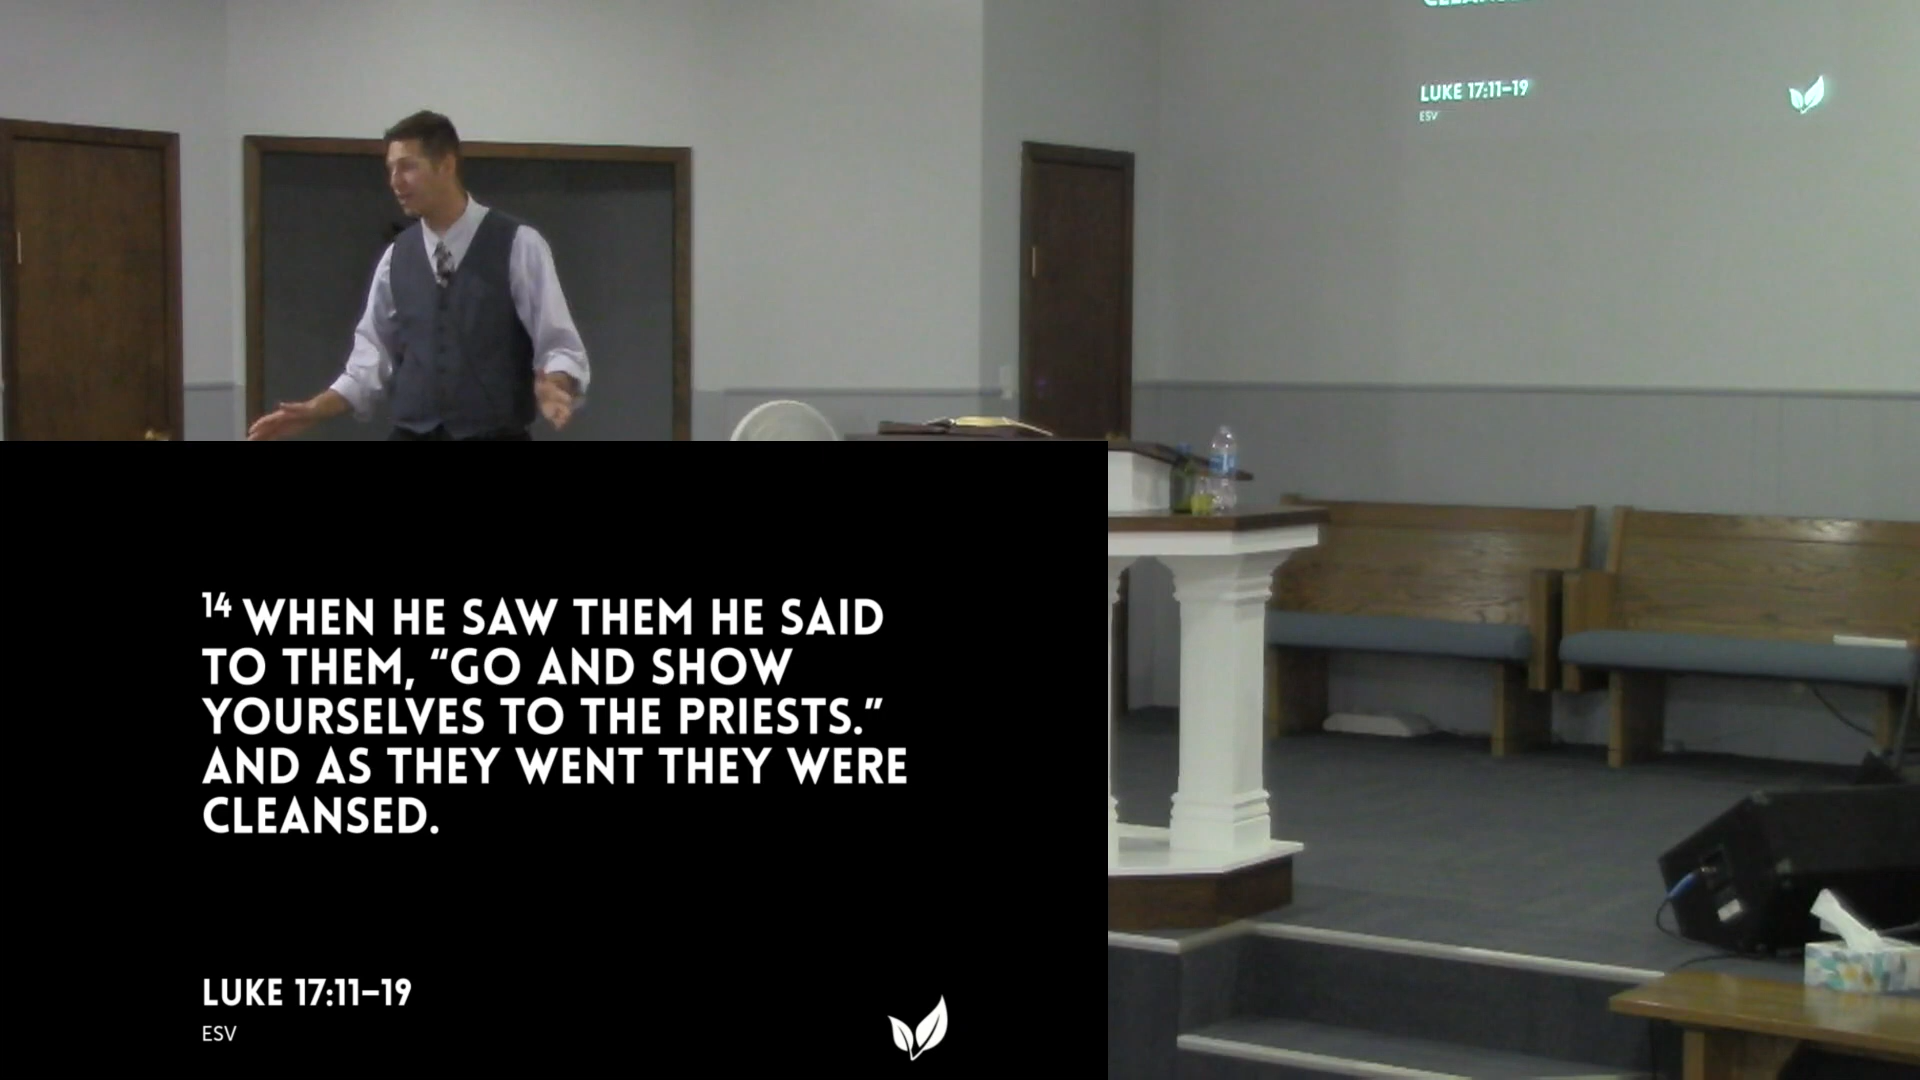 LUKE 17:11–19
ESV
14 WHEN HE SAW THEM HE SAID
TO THEM, “GO AND SHOW
YOURSELVES TO THE PRIESTS.”
AND AS THEY WENT THEY WERE
CLEANSED.
LUKE 17:11–19
ESV